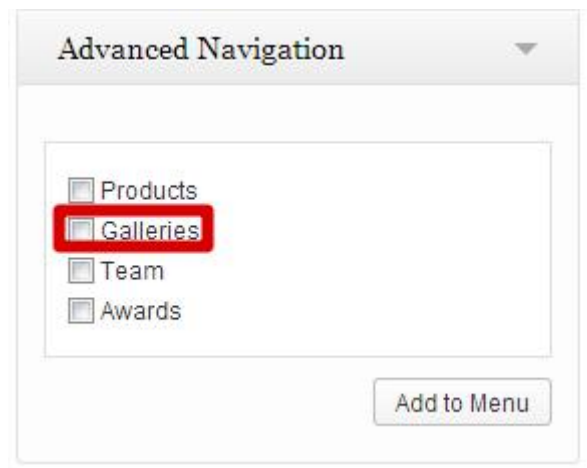 Advanced Navigation
Products
Galleries
Team
Awards
Add to Menu